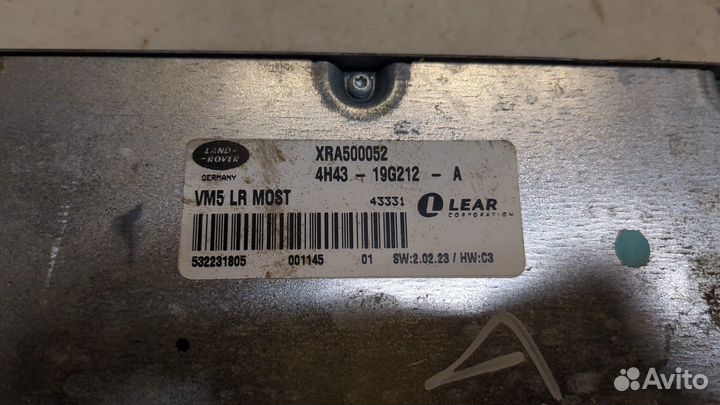 LAND-
-ROVER
GERMANY
XRA500052
4H43 - 19G212 - A
VM5 LR MOST
43331
LEAR
CORPORATION
532231805 001145 01 SW:2.02.23 / HW:C3
Avito